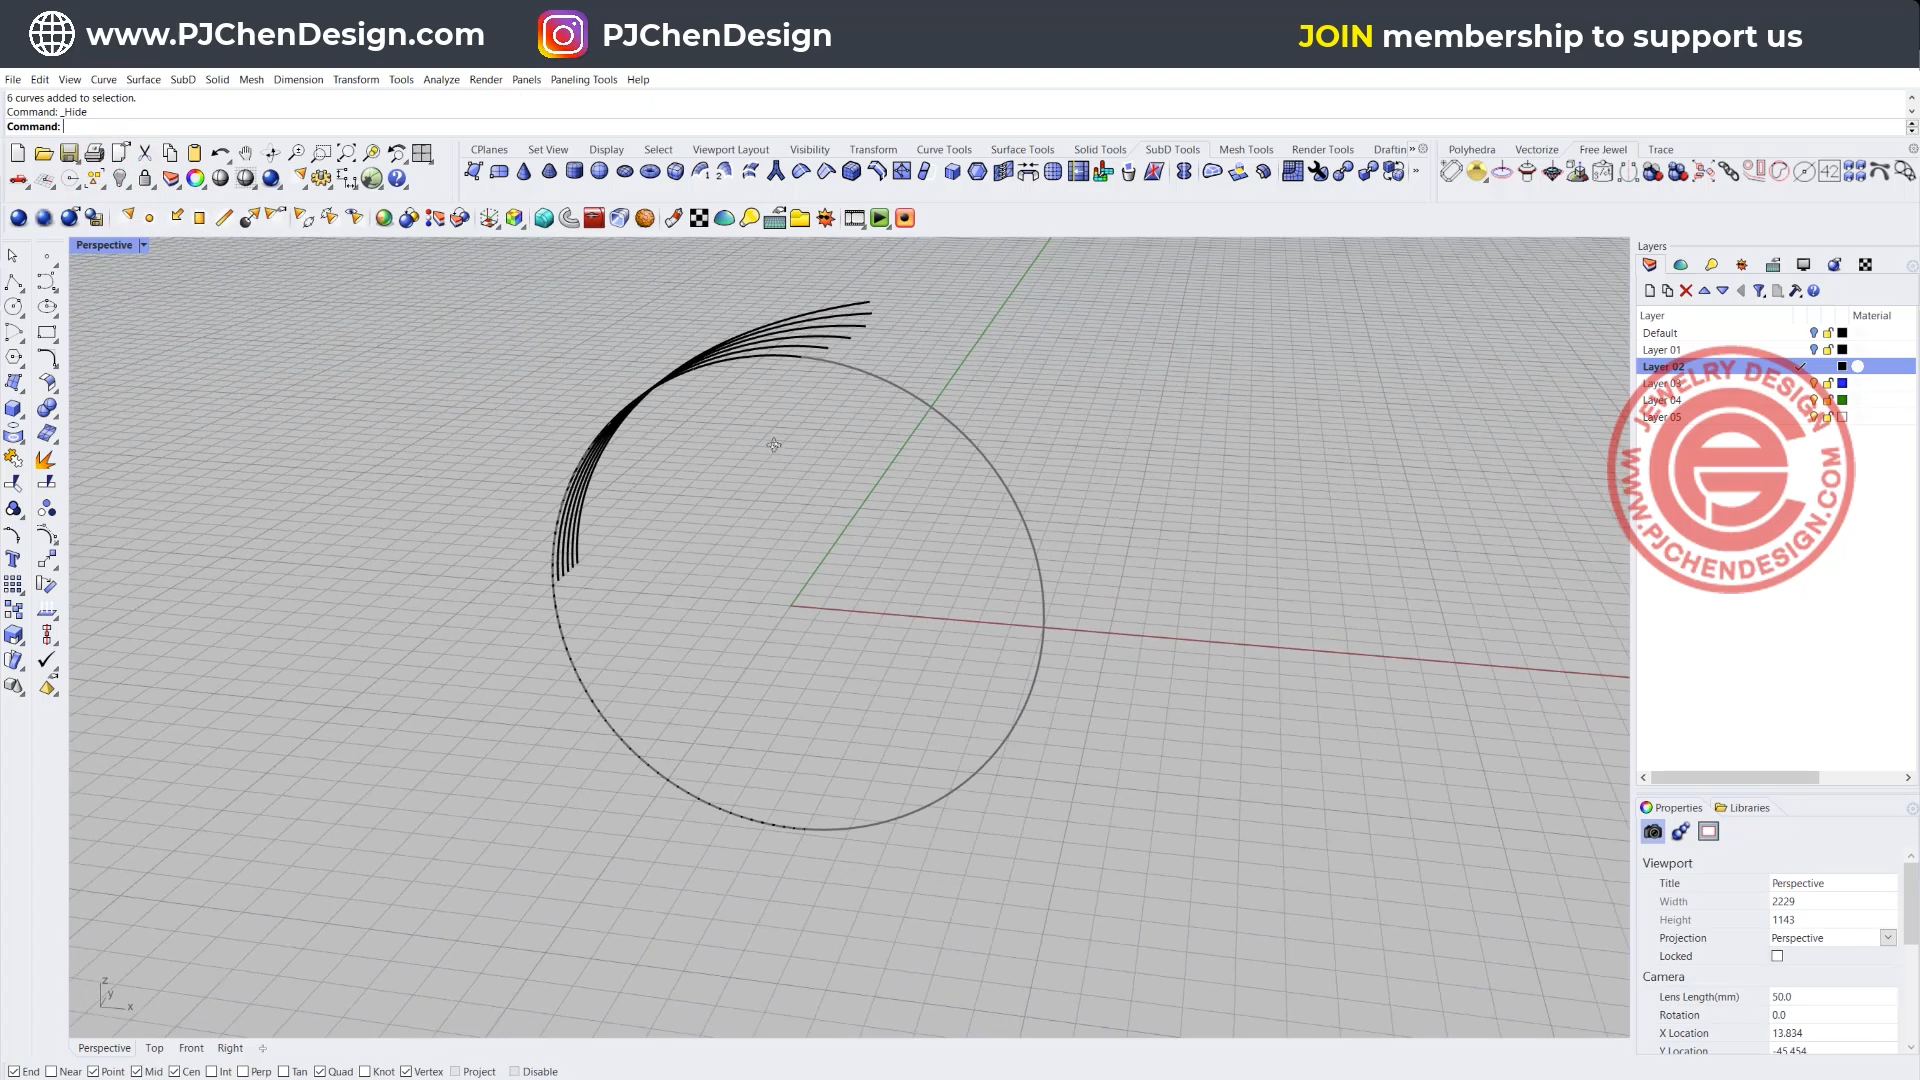 www.PJChenDesign.com PJChenDesign JOIN membership to support us
File Edit View Curve Surface SubD Solid Mesh Dimension Transform Tools Analyze Render Panels Paneling Tools Help
6 curves added to selection.
Command: _Hide
Command:
CPlanes Set View Display Select Viewport Layout Visibility Transform Curve Tools Surface Tools Solid Tools SubD Tools Mesh Tools Render Tools Draftin » Polyhedra Vectorize Free Jewel Trace
Perspective
Layers
Layer Material
Default
Layer 01
Layer 02
Layer 03
Layer 04
Layer 05
JEWELRY DESIGN
WWW.PJCHENDESIGN.COM
Properties Libraries
Viewport
Title Perspective
Width 2229
Height 1143
Projection Perspective
Locked
Camera
Lens Length(mm) 50.0
Rotation 0.0
X Location 13.834
Y Location -45.454
z
y
x
Perspective Top Front Right
End Near Point Mid Cen Int Perp Tan Quad Knot Vertex Project Disable